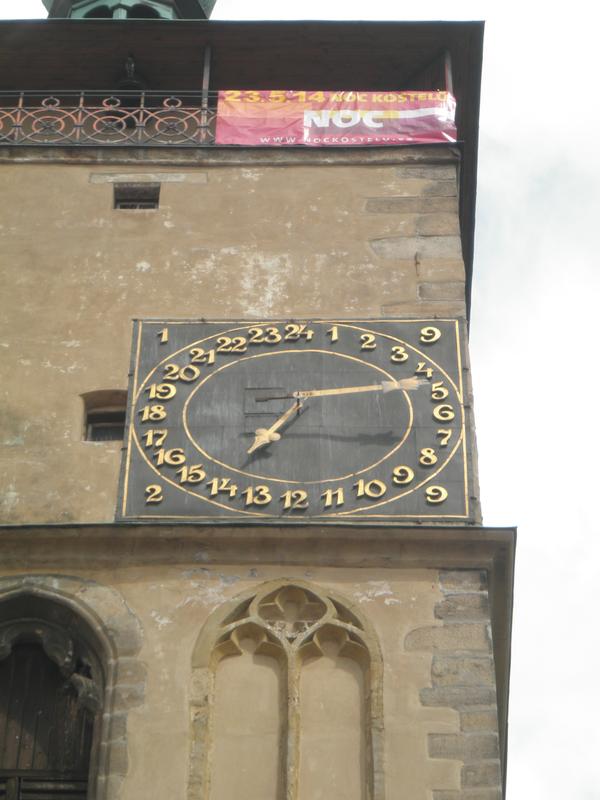 23.5.14 NOC KOSTELŮ
NOC
WWW.NOCKOSTELU.CZ
1 9
24 1 2 3 4 5 6 7 8 9 10 11 12 13 14 15 16 17 18 19 20 21 22 23
2 9